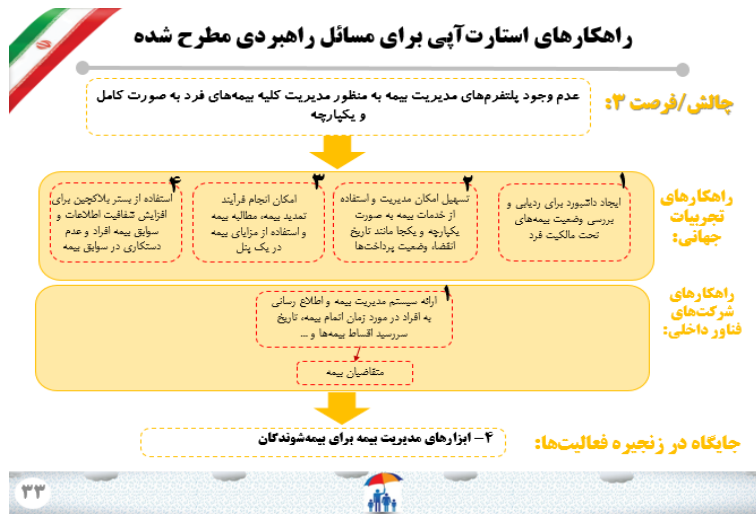 راهکارهای استارت‌آپی برای مسائل راهبردی مطرح شده
چالش/فرصت ۳:
عدم وجود پلتفرم‌های مدیریت بیمه به منظور مدیریت کلیه بیمه‌های فرد به صورت کامل
و یکپارچه
راهکارهای
تجربیات
جهانی:
۱
ایجاد داشبورد برای ردیابی و
بررسی وضعیت بیمه‌های
تحت مالکیت فرد
۲
تسهیل امکان مدیریت و استفاده
از خدمات بیمه به صورت
یکپارچه و یکجا مانند تاریخ
انقضا، وضعیت پرداخت‌ها
۳
امکان انجام فرآیند
تمدید بیمه، مطالبه بیمه
و استفاده از مزایای بیمه
در یک پنل
۴
استفاده از بستر بلاکچین برای
افزایش شفافیت اطلاعات و
سوابق بیمه افراد و عدم
دستکاری در سوابق بیمه
راهکارهای
شرکت‌های
فناور داخلی:
۱
ارائه سیستم مدیریت بیمه و اطلاع رسانی
به افراد در مورد زمان اتمام بیمه، تاریخ
سررسید اقساط بیمه‌ها و ...
متقاضیان بیمه
جایگاه در زنجیره فعالیت‌ها:
۴- ابزارهای مدیریت بیمه برای بیمه‌شوندگان
۳۳